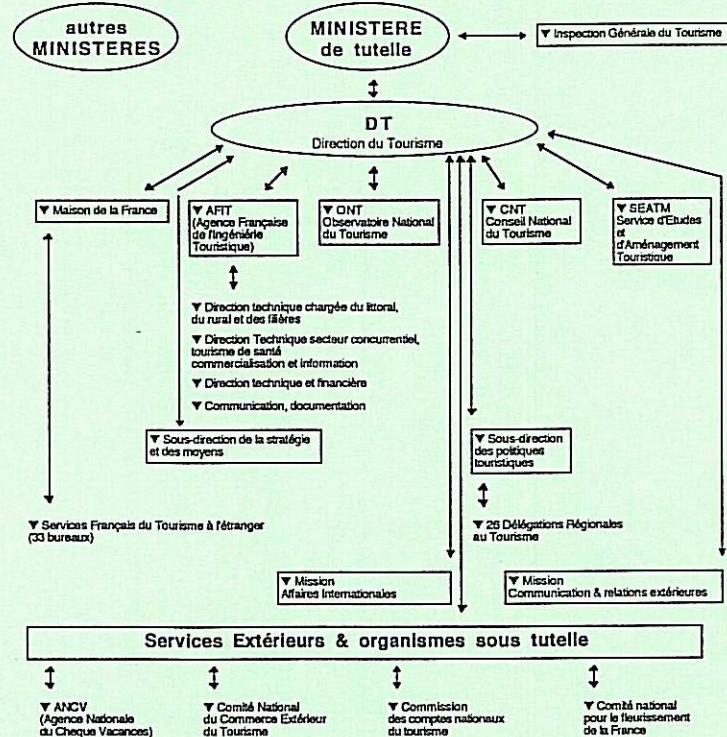 autres
MINISTERES
MINISTERE
de tutelle
▼ Inspection Générale du Tourisme
DT
Direction du Tourisme
▼ Maison de la France
▼ AFIT
(Agence Française
de l'Ingéniérie
Touristique)
▼ ONT
Observatoire National
du Tourisme
▼ CNT
Conseil National
du Tourisme
▼ SEATM
Service d'Etudes
et
d'Aménagement
Touristique
▼ Direction technique chargée du littoral,
du rural et des filières
▼ Direction Technique secteur concurrentiel,
tourisme de santé
commercialisation et information
▼ Direction technique et financière
▼ Communication, documentation
▼ Sous-direction de la stratégie
et des moyens
▼ Sous-direction
des politiques
touristiques
▼ Services Français du Tourisme à l'étranger
(33 bureaux)
▼ 26 Délégations Régionales
au Tourisme
▼ Mission
Affaires Internationales
▼ Mission
Communication & relations extérieures
Services Extérieurs & organismes sous tutelle
▼ ANCV
(Agence Nationale
du Cheque Vacances)
▼ Comité National
du Commerce Extérieur
du Tourisme
▼ Commission
des comptes nationaux
du tourisme
▼ Comité national
pour le fleurissement
de la France